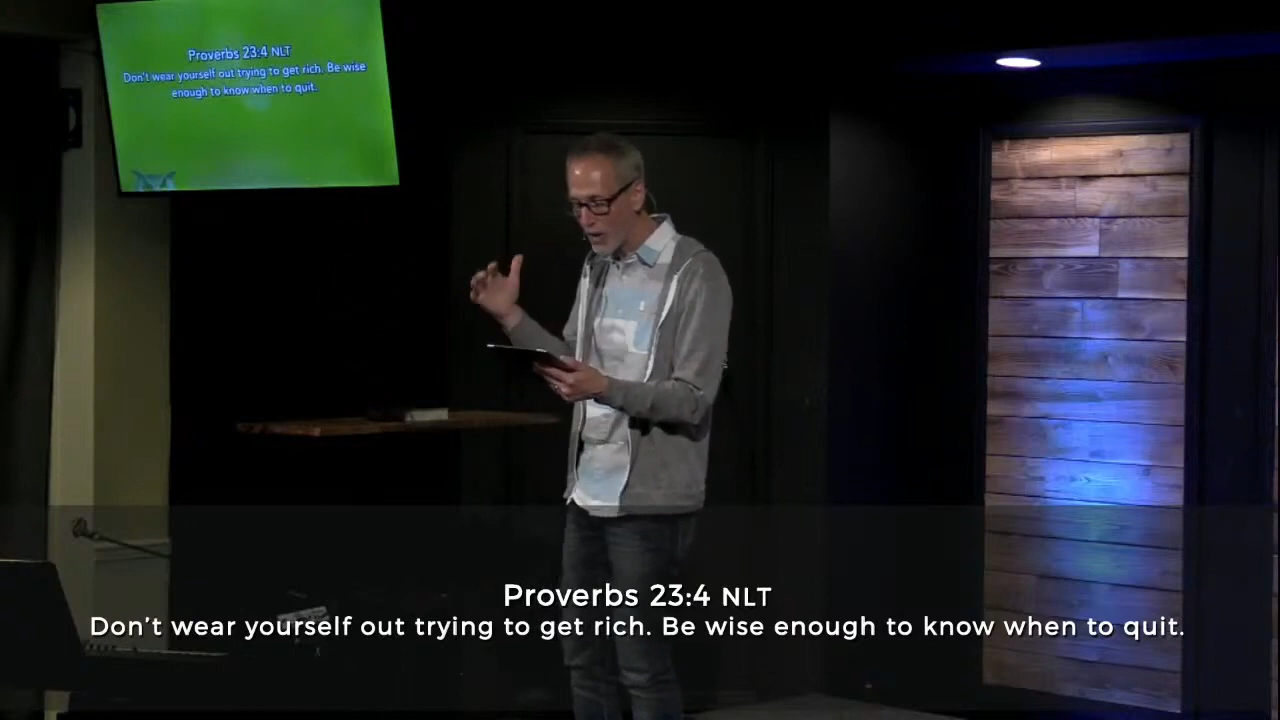 Proverbs 23:4 NLT
Don't wear yourself out trying to get rich. Be wise
enough to know when to quit.
Proverbs 23:4 NLT
Don't wear yourself out trying to get rich. Be wise enough to know when to quit.